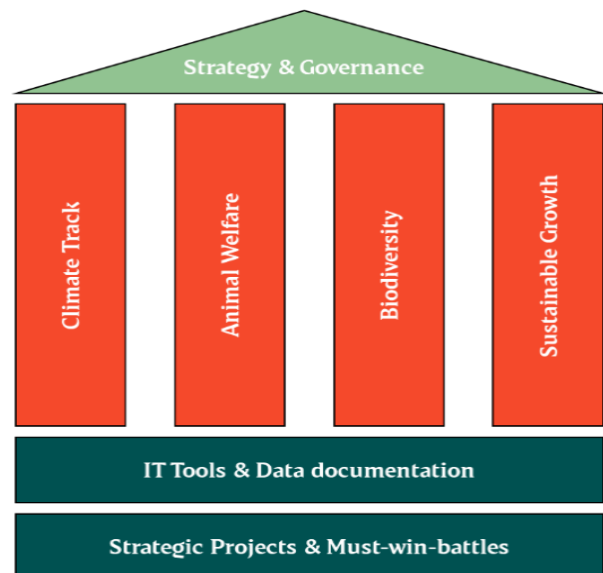 Strategy & Governance
Climate Track
Animal Welfare
Biodiversity
Sustainable Growth
IT Tools & Data documentation
Strategic Projects & Must-win-battles